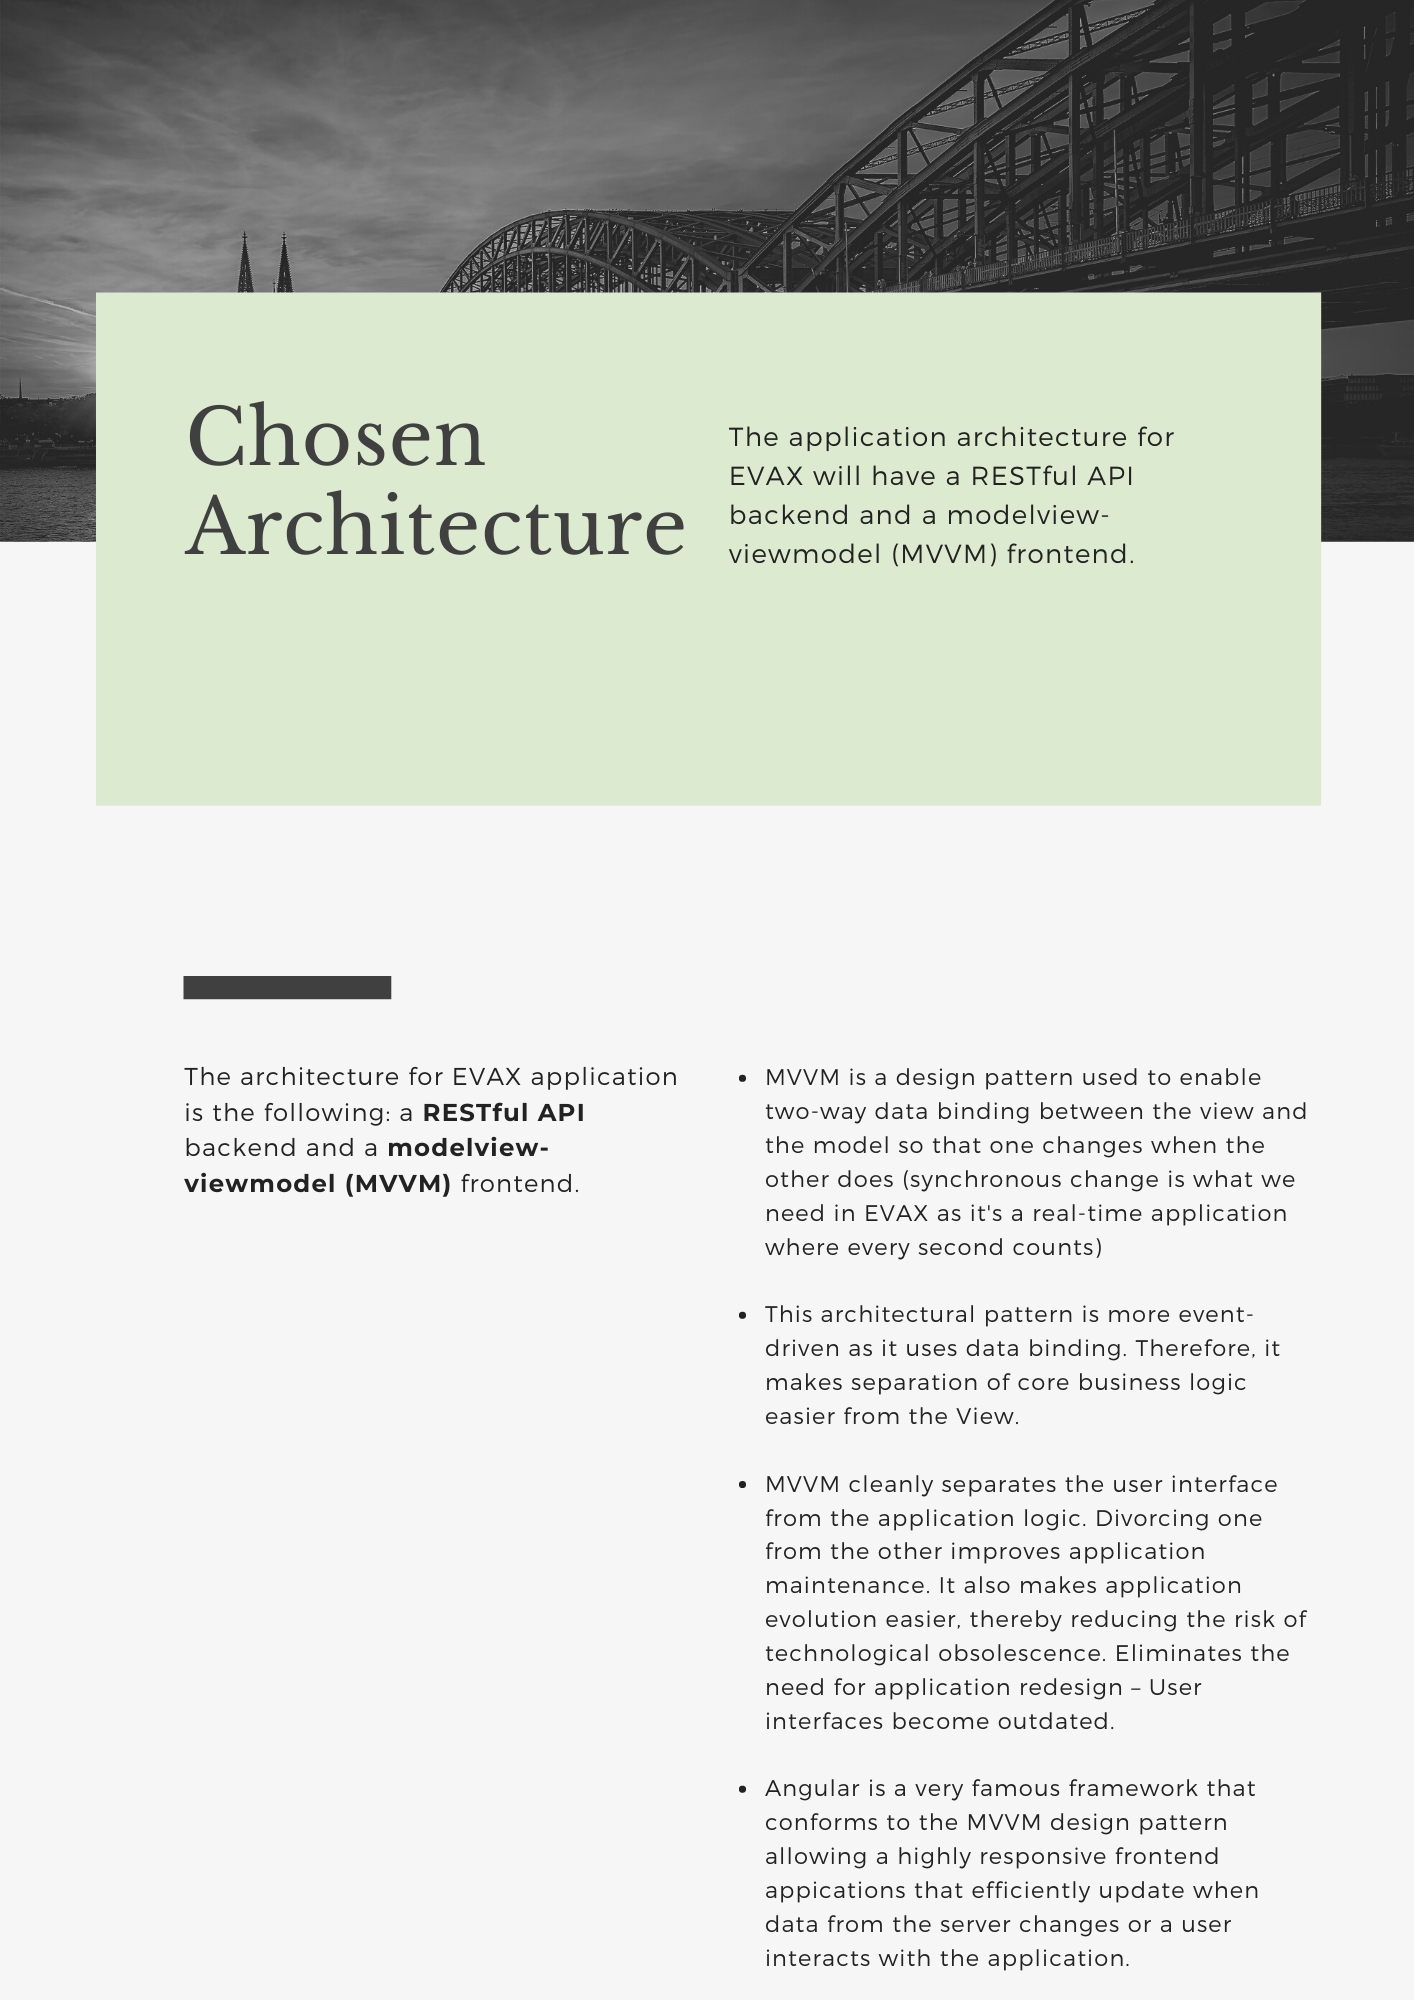 Chosen
Architecture
The application architecture for
EVAX will have a RESTful API
backend and a modelview-
viewmodel (MVVM) frontend.
The architecture for EVAX application
is the following: a RESTful API
backend and a modelview-
viewmodel (MVVM) frontend.
• MVVM is a design pattern used to enable
two-way data binding between the view and
the model so that one changes when the
other does (synchronous change is what we
need in EVAX as it's a real-time application
where every second counts)
• This architectural pattern is more event-
driven as it uses data binding. Therefore, it
makes separation of core business logic
easier from the View.
• MVVM cleanly separates the user interface
from the application logic. Divorcing one
from the other improves application
maintenance. It also makes application
evolution easier, thereby reducing the risk of
technological obsolescence. Eliminates the
need for application redesign – User
interfaces become outdated.
• Angular is a very famous framework that
conforms to the MVVM design pattern
allowing a highly responsive frontend
appications that efficiently update when
data from the server changes or a user
interacts with the application.